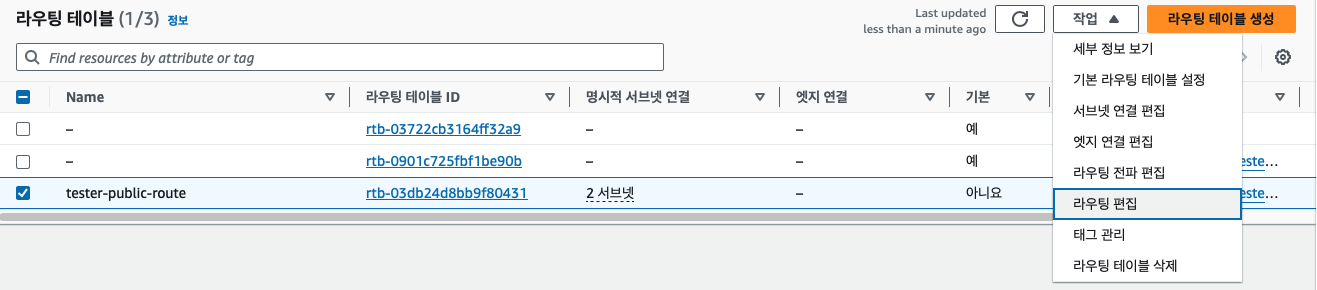 라우팅 테이블 (1/3) 정보
Last updated
less than a minute ago
작업
라우팅 테이블 생성
Find resources by attribute or tag
Name 라우팅 테이블 ID 명시적 서브넷 연결 엣지 연결 기본
– rtb-03722cb3164ff32a9 – – 예
– rtb-0901c725fbf1be90b – – 예 este...
tester-public-route rtb-03db24d8bb9f80431 2 서브넷 – 아니요 este...
세부 정보 보기
기본 라우팅 테이블 설정
서브넷 연결 편집
엣지 연결 편집
라우팅 전파 편집
라우팅 편집
태그 관리
라우팅 테이블 삭제